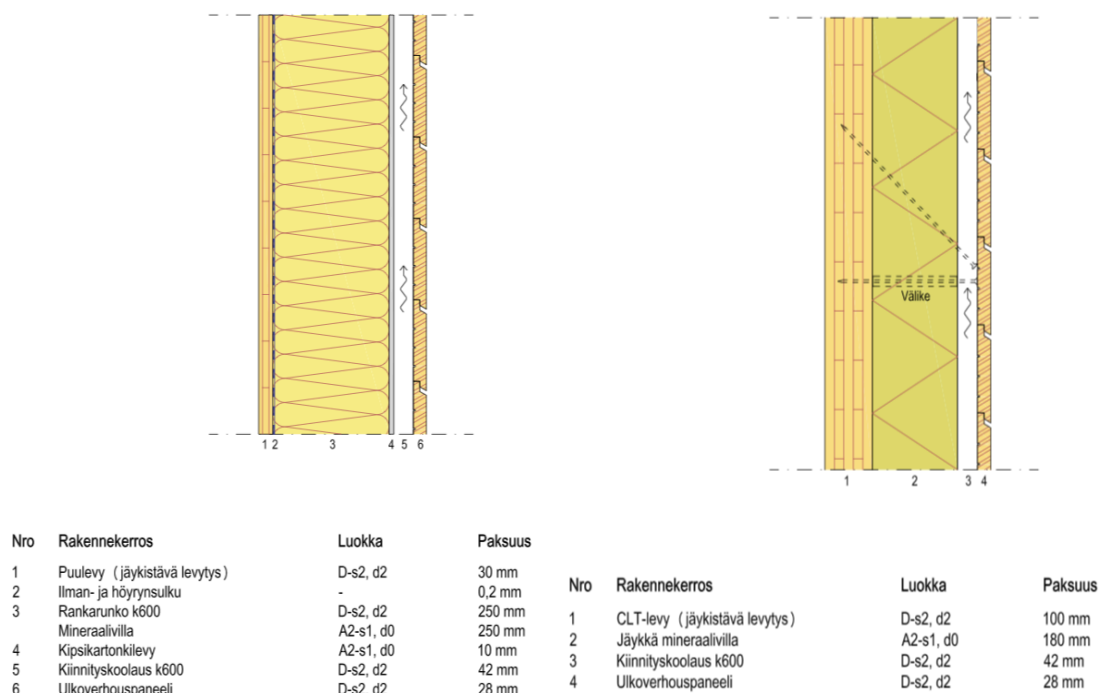 Välike
1 2 3 4 5 6
1 2 3 4
Nro Rakennekerros Luokka Paksuus
1 Puulevy (jäykistävä levytys) D-s2, d2 30 mm
2 Ilman- ja höyrynsulku - 0,2 mm
3 Rankarunko k600 D-s2, d2 250 mm
Mineraalivilla A2-s1, d0 250 mm
4 Kipsikartonkilevy A2-s1, d0 10 mm
5 Kiinnityskoolaus k600 D-s2, d2 42 mm
6 Ulkoverhouspaneeli D-s2, d2 28 mm
Nro Rakennekerros Luokka Paksuus
1 CLT-levy (jäykistävä levytys) D-s2, d2 100 mm
2 Jäykkä mineraalivilla A2-s1, d0 180 mm
3 Kiinnityskoolaus k600 D-s2, d2 42 mm
4 Ulkoverhouspaneeli D-s2, d2 28 mm